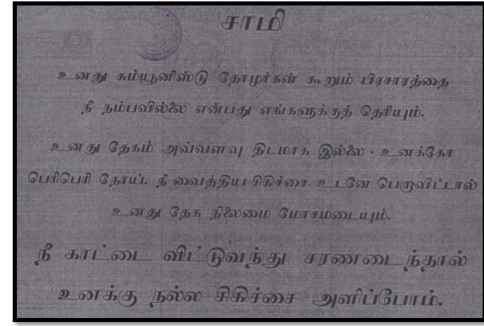 சாமி
உனது கம்யூனிஸ்டு தோழர்கள் கூறும் பிரசாரத்தை
நீ நம்பவில்லை என்பது எங்களுக்குத் தெரியும்.
உனது தேகம் அவ்வளவு திடமாக இல்லை - உனக்கோ
பெரிபெரி நோய். நீ வைத்திய சிகிச்சை உடனே பெறாவிட்டால்
உனது தேக நிலைமை மோசமடையும்.
நீ காட்டை விட்டுவந்து சரணடைந்தால்
உனக்கு நல்ல சிகிச்சை அளிப்போம்.